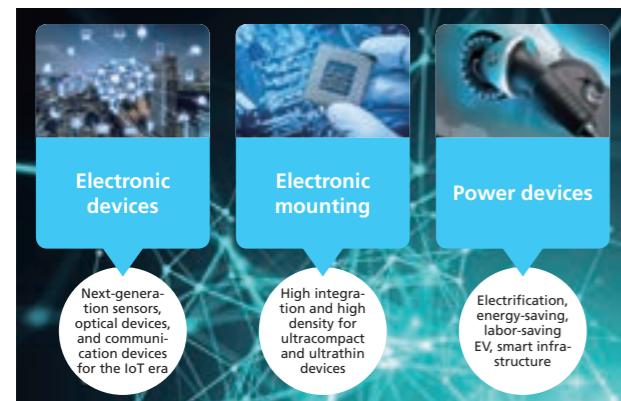 Electronic
devices
Electronic
mounting
Power devices
Next-genera-
tion sensors,
optical devices,
and communi-
cation devices
for the IoT era
High integra-
tion and high
density for
ultracompact
and ultrathin
devices
Electrification,
energy-saving,
labor-saving
EV, smart infra-
structure